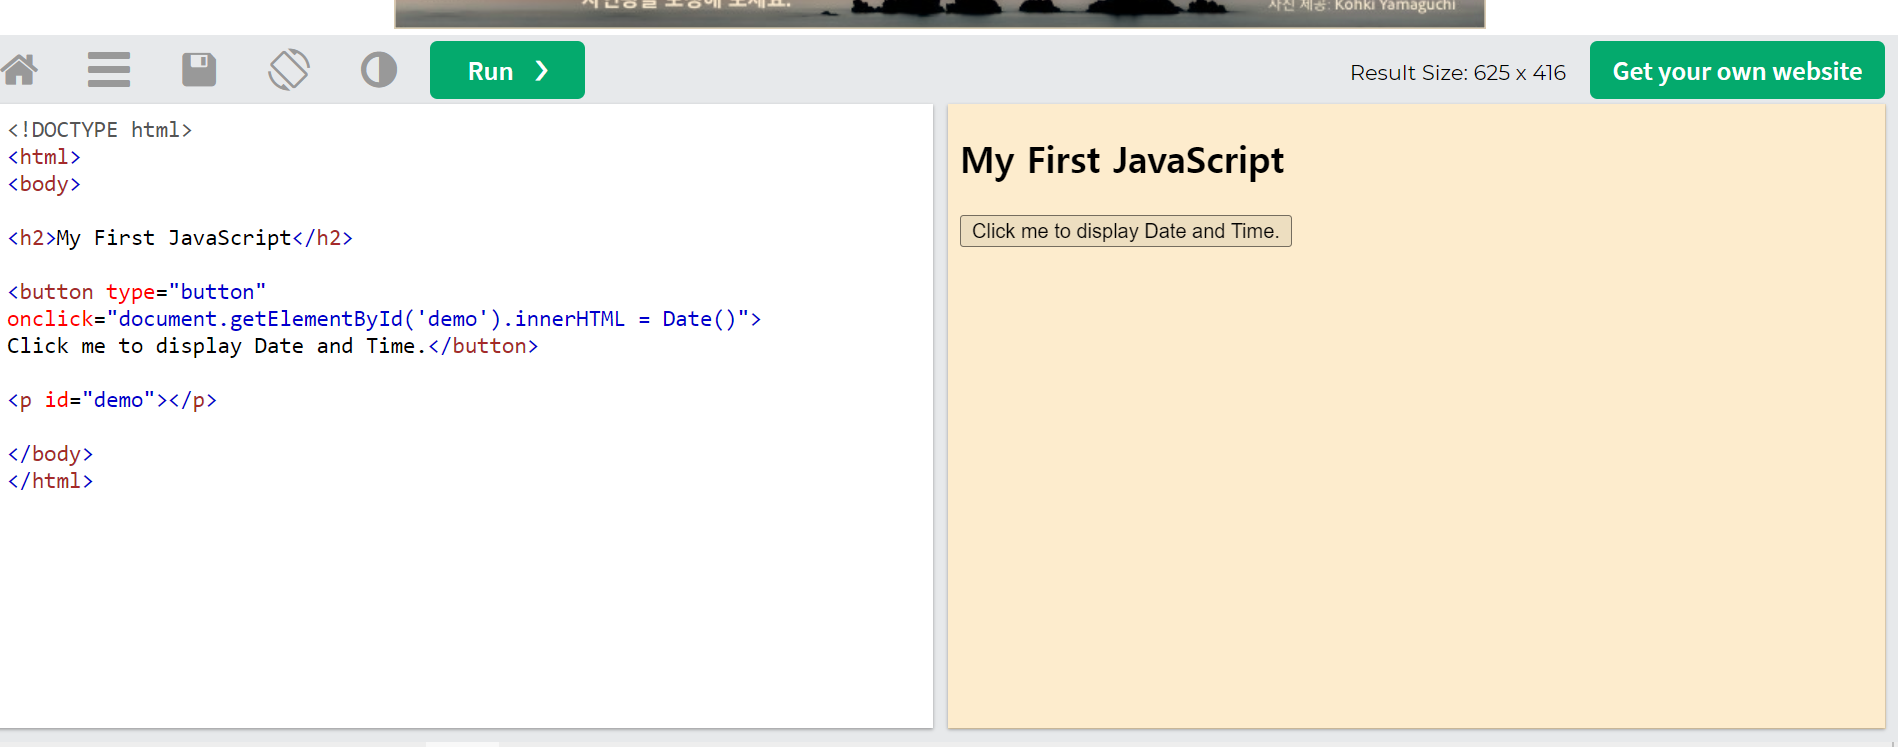 사진 제공: Kohki Yamaguchi
Run ❯
Result Size: 625 x 416
Get your own website
<!DOCTYPE html>
<html>
<body>
<h2>My First JavaScript</h2>
<button type="button"
onclick="document.getElementById('demo').innerHTML = Date()">
Click me to display Date and Time.</button>
<p id="demo"></p>
</body>
</html>
My First JavaScript
Click me to display Date and Time.